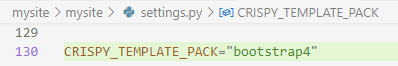 mysite > mysite > settings.py > CRISPY_TEMPLATE_PACK
129
130 CRISPY_TEMPLATE_PACK="bootstrap4"